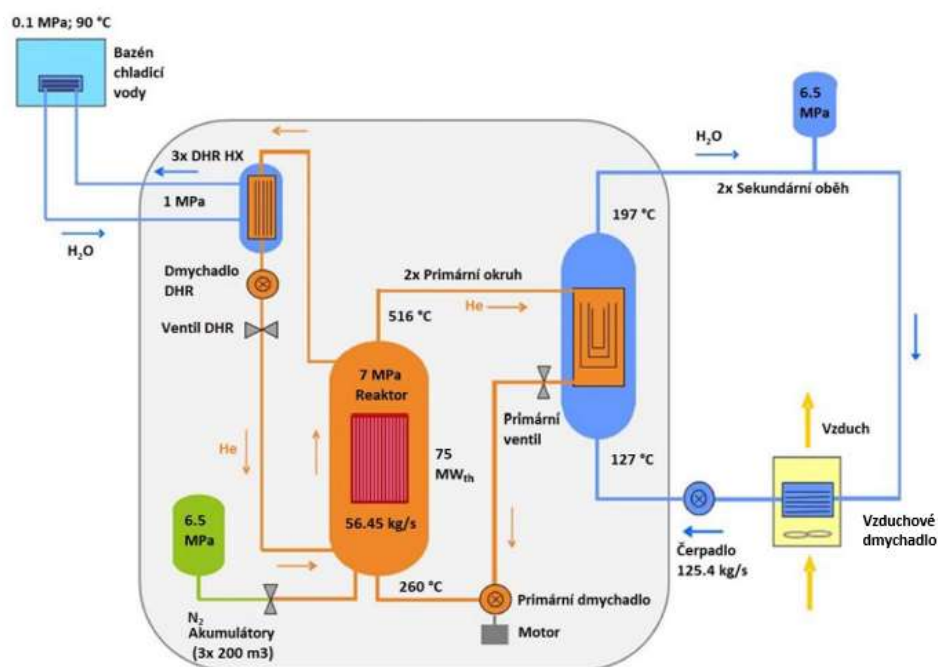 0.1 MPa; 90 °C
Bazén
chladicí
vody
6.5
MPa
H₂O
3x DHR HX
2x Sekundární oběh
1 MPa
197 °C
H₂O
Dmychadlo
DHR
2x Primární okruh
He
516 °C
Ventil DHR
7 MPa
Reaktor
Primární
ventil
Vzduch
He
75
MWth
127 °C
6.5
MPa
56.45 kg/s
Vzduchové
dmychadlo
Čerpadlo
125.4 kg/s
260 °C
Primární dmychadlo
N₂
Akumulátory
(3x 200 m3)
Motor